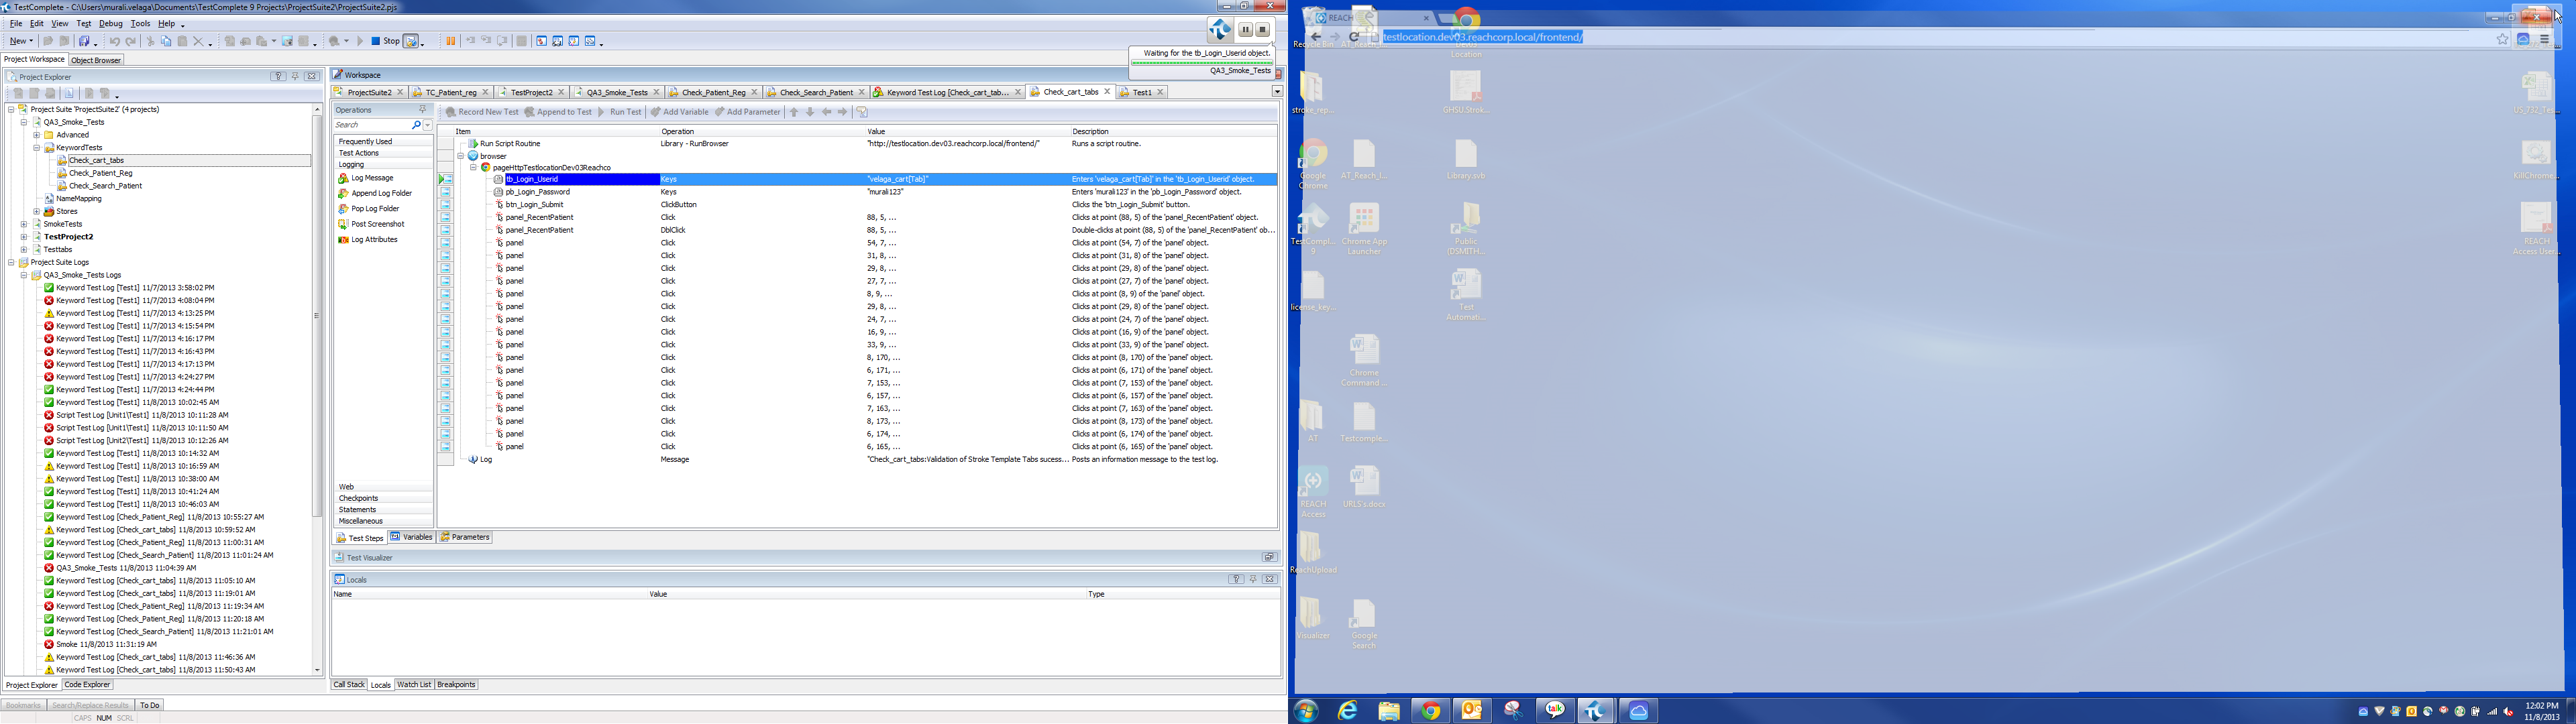 TestComplete - C:\Users\murali.velaga\Documents\TestComplete 9 Projects\ProjectSuite2\ProjectSuite2.pjs
File Edit View Test Debug Tools Help
New Stop
Waiting for the tb_Login_Userid object.
QA3_Smoke_Tests
Project Workspace Object Browser
Project Explorer
Project Suite 'ProjectSuite2' (4 projects)
QA3_Smoke_Tests
Advanced
KeywordTests
Check_cart_tabs
Check_Patient_Reg
Check_Search_Patient
NameMapping
Stores
SmokeTests
TestProject2
Testtabs
Project Suite Logs
QA3_Smoke_Tests Logs
Keyword Test Log [Test1] 11/7/2013 3:58:02 PM
Keyword Test Log [Test1] 11/7/2013 4:08:04 PM
Keyword Test Log [Test1] 11/7/2013 4:13:25 PM
Keyword Test Log [Test1] 11/7/2013 4:15:54 PM
Keyword Test Log [Test1] 11/7/2013 4:16:17 PM
Keyword Test Log [Test1] 11/7/2013 4:16:43 PM
Keyword Test Log [Test1] 11/7/2013 4:17:13 PM
Keyword Test Log [Test1] 11/7/2013 4:24:27 PM
Keyword Test Log [Test1] 11/7/2013 4:24:44 PM
Keyword Test Log [Test1] 11/8/2013 10:02:45 AM
Script Test Log [Unit1\Test1] 11/8/2013 10:11:28 AM
Script Test Log [Unit1\Test1] 11/8/2013 10:11:50 AM
Script Test Log [Unit2\Test1] 11/8/2013 10:12:26 AM
Keyword Test Log [Test1] 11/8/2013 10:14:32 AM
Keyword Test Log [Test1] 11/8/2013 10:16:59 AM
Keyword Test Log [Test1] 11/8/2013 10:38:00 AM
Keyword Test Log [Test1] 11/8/2013 10:41:24 AM
Keyword Test Log [Test1] 11/8/2013 10:46:03 AM
Keyword Test Log [Check_Patient_Reg] 11/8/2013 10:55:27 AM
Keyword Test Log [Check_cart_tabs] 11/8/2013 10:59:52 AM
Keyword Test Log [Check_Patient_Reg] 11/8/2013 11:00:31 AM
Keyword Test Log [Check_Search_Patient] 11/8/2013 11:01:24 AM
QA3_Smoke_Tests 11/8/2013 11:04:39 AM
Keyword Test Log [Check_cart_tabs] 11/8/2013 11:05:10 AM
Keyword Test Log [Check_cart_tabs] 11/8/2013 11:19:01 AM
Keyword Test Log [Check_Patient_Reg] 11/8/2013 11:19:34 AM
Keyword Test Log [Check_Patient_Reg] 11/8/2013 11:20:18 AM
Keyword Test Log [Check_Search_Patient] 11/8/2013 11:21:01 AM
Smoke 11/8/2013 11:31:19 AM
Keyword Test Log [Check_cart_tabs] 11/8/2013 11:46:36 AM
Keyword Test Log [Check_cart_tabs] 11/8/2013 11:50:43 AM
Project Explorer Code Explorer
Bookmarks Search/Replace Results To Do
CAPS NUM SCRL
Workspace
ProjectSuite2 TC_Patient_reg TestProject2 QA3_Smoke_Tests Check_Patient_Reg Check_Search_Patient Keyword Test Log [Check_cart_tab... Check_cart_tabs Test1
Operations
Search
Frequently Used
Test Actions
Logging
Log Message
Append Log Folder
Pop Log Folder
Post Screenshot
Log Attributes
Web
Checkpoints
Statements
Miscellaneous
Record New Test Append to Test Run Test Add Variable Add Parameter
Item Operation Value Description
Run Script Routine Library - RunBrowser "http://testlocation.dev03.reachcorp.local/frontend/" Runs a script routine.
browser
pageHttpTestlocationDev03Reachco
tb_Login_Userid Keys "velaga_cart[Tab]" Enters 'velaga_cart[Tab]' in the 'tb_Login_Userid' object.
pb_Login_Password Keys "murali123" Enters 'murali123' in the 'pb_Login_Password' object.
btn_Login_Submit ClickButton Clicks the 'btn_Login_Submit' button.
panel_RecentPatient Click 88, 5, ... Clicks at point (88, 5) of the 'panel_RecentPatient' object.
panel_RecentPatient DblClick 88, 5, ... Double-clicks at point (88, 5) of the 'panel_RecentPatient' ob...
panel Click 54, 7, ... Clicks at point (54, 7) of the 'panel' object.
panel Click 31, 8, ... Clicks at point (31, 8) of the 'panel' object.
panel Click 29, 8, ... Clicks at point (29, 8) of the 'panel' object.
panel Click 27, 7, ... Clicks at point (27, 7) of the 'panel' object.
panel Click 8, 9, ... Clicks at point (8, 9) of the 'panel' object.
panel Click 29, 8, ... Clicks at point (29, 8) of the 'panel' object.
panel Click 24, 7, ... Clicks at point (24, 7) of the 'panel' object.
panel Click 16, 9, ... Clicks at point (16, 9) of the 'panel' object.
panel Click 33, 9, ... Clicks at point (33, 9) of the 'panel' object.
panel Click 8, 170, ... Clicks at point (8, 170) of the 'panel' object.
panel Click 6, 171, ... Clicks at point (6, 171) of the 'panel' object.
panel Click 7, 153, ... Clicks at point (7, 153) of the 'panel' object.
panel Click 6, 157, ... Clicks at point (6, 157) of the 'panel' object.
panel Click 7, 163, ... Clicks at point (7, 163) of the 'panel' object.
panel Click 8, 173, ... Clicks at point (8, 173) of the 'panel' object.
panel Click 6, 174, ... Clicks at point (6, 174) of the 'panel' object.
panel Click 6, 165, ... Clicks at point (6, 165) of the 'panel' object.
Log Message "Check_cart_tabs:Validation of Stroke Template Tabs sucess... Posts an information message to the test log.
Test Steps Variables Parameters
Test Visualizer
Locals
Name Value Type
Call Stack Locals Watch List Breakpoints
REACH
testlocation.dev03.reachcorp.local/frontend/
Recycle Bin AT_Reach_I... Dev03 Location
stroke_rep... GHSU.Strok... US_732_Tes...
Google Chrome AT_Reach_I... Library.svb KillChrome...
TestCompl... 9 Chrome App Launcher Public (DSMITH... REACH Access User...
license_key... Test Automati...
Chrome Command ...
AT Testcomple...
REACH Access URLS's.docx
ReachUpload
Visualizer Google Search
talk
12:02 PM
11/8/2013